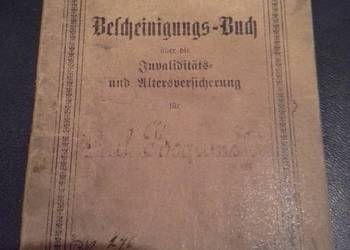 Bescheinigungs-Buch
über die
Invaliditäts-
und Altersversicherung
für